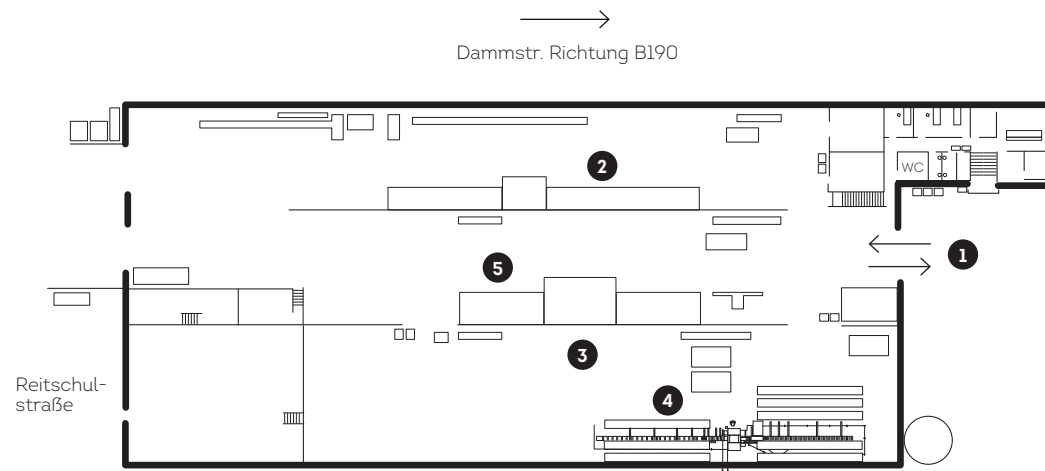 Dammstr. Richtung B190
2
WC
1
5
3
Reitschul-
straße
4